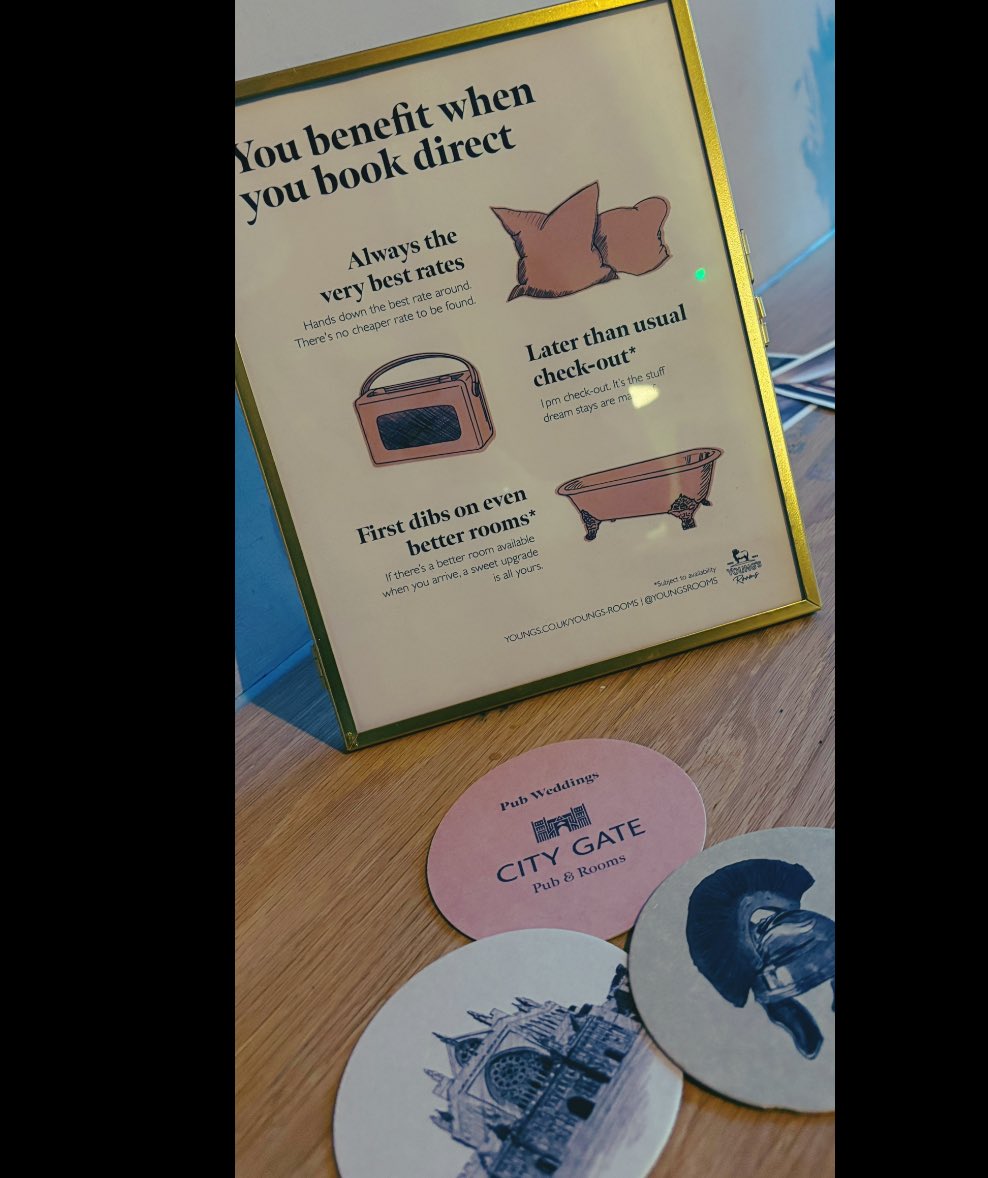 You benefit when
you book direct
Always the
very best rates
Hands down the best rate around.
There's no cheaper rate to be found.
Later than usual
check-out*
1pm check-out. It's the stuff
dream stays are
First dibs on even
better rooms*
If there's a better room available
when you arrive, a sweet upgrade
is all yours.
*Subject to availability
YOUNG'S
Rooms
YOUNGS.CO.UK/YOUNGS-ROOMS | @YOUNGSROOMS
Pub Weddings
CITY GATE
Pub & Rooms